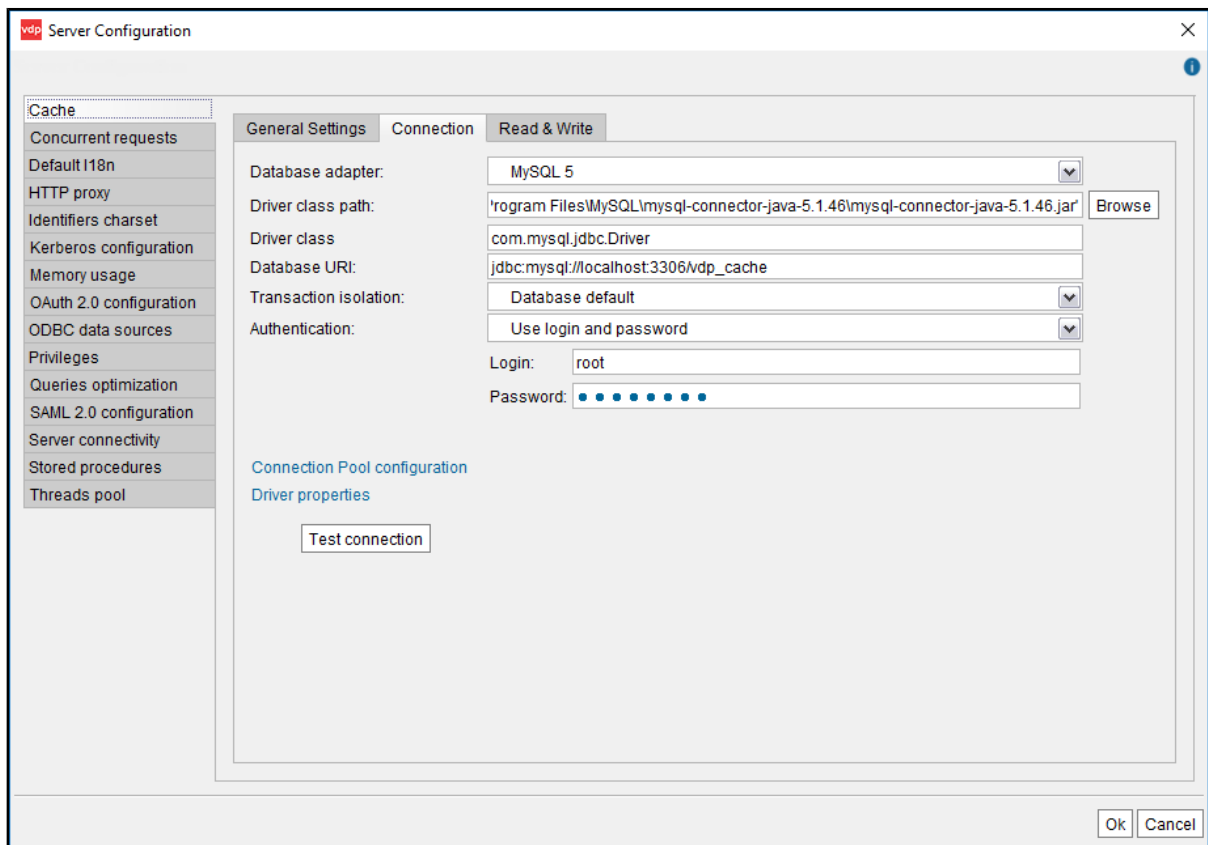 vdp Server Configuration
Cache
Concurrent requests
Default I18n
HTTP proxy
Identifiers charset
Kerberos configuration
Memory usage
OAuth 2.0 configuration
ODBC data sources
Privileges
Queries optimization
SAML 2.0 configuration
Server connectivity
Stored procedures
Threads pool
General Settings Connection Read & Write
Database adapter: MySQL 5
Driver class path: 'rogram Files\MySQL\mysql-connector-java-5.1.46\mysql-connector-java-5.1.46.jar' Browse
Driver class com.mysql.jdbc.Driver
Database URI: jdbc:mysql://localhost:3306/vdp_cache
Transaction isolation: Database default
Authentication: Use login and password
Login: root
Password:
Connection Pool configuration
Driver properties
Test connection
Ok Cancel